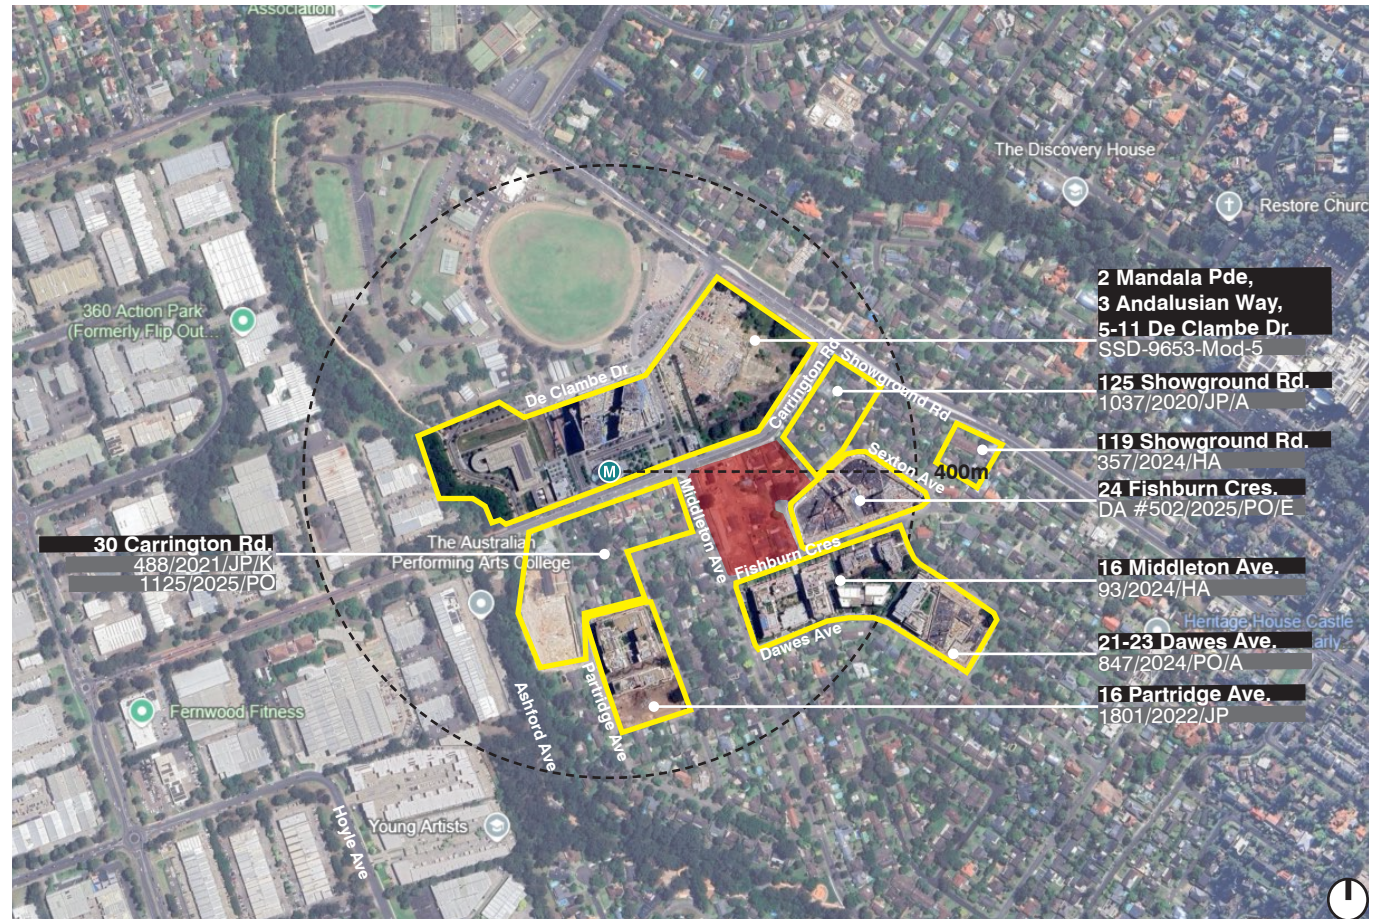 Association
The Discovery House
Restore Churc
360 Action Park
(Formerly Flip Out...
2 Mandala Pde,
3 Andalusian Way,
5-11 De Clambe Dr.
SSD-9653-Mod-5
De Clambe Dr
Carrington Rd
Showground Rd
125 Showground Rd.
1037/2020/JP/A
119 Showground Rd.
357/2024/HA
M
400m
Sexton Ave
24 Fishburn Cres.
DA #502/2025/PO/E
Middleton Ave
30 Carrington Rd.
488/2021/JP/K
1125/2025/PO
The Australian
Performing Arts College
Fishburn Cres
16 Middleton Ave.
93/2024/HA
Heritage House Castle
arly
Dawes Ave
21-23 Dawes Ave.
847/2024/PO/A
16 Partridge Ave.
1801/2022/JP
Partridge Ave
Ashford Ave
Fernwood Fitness
Hoyle Ave
Young Artists